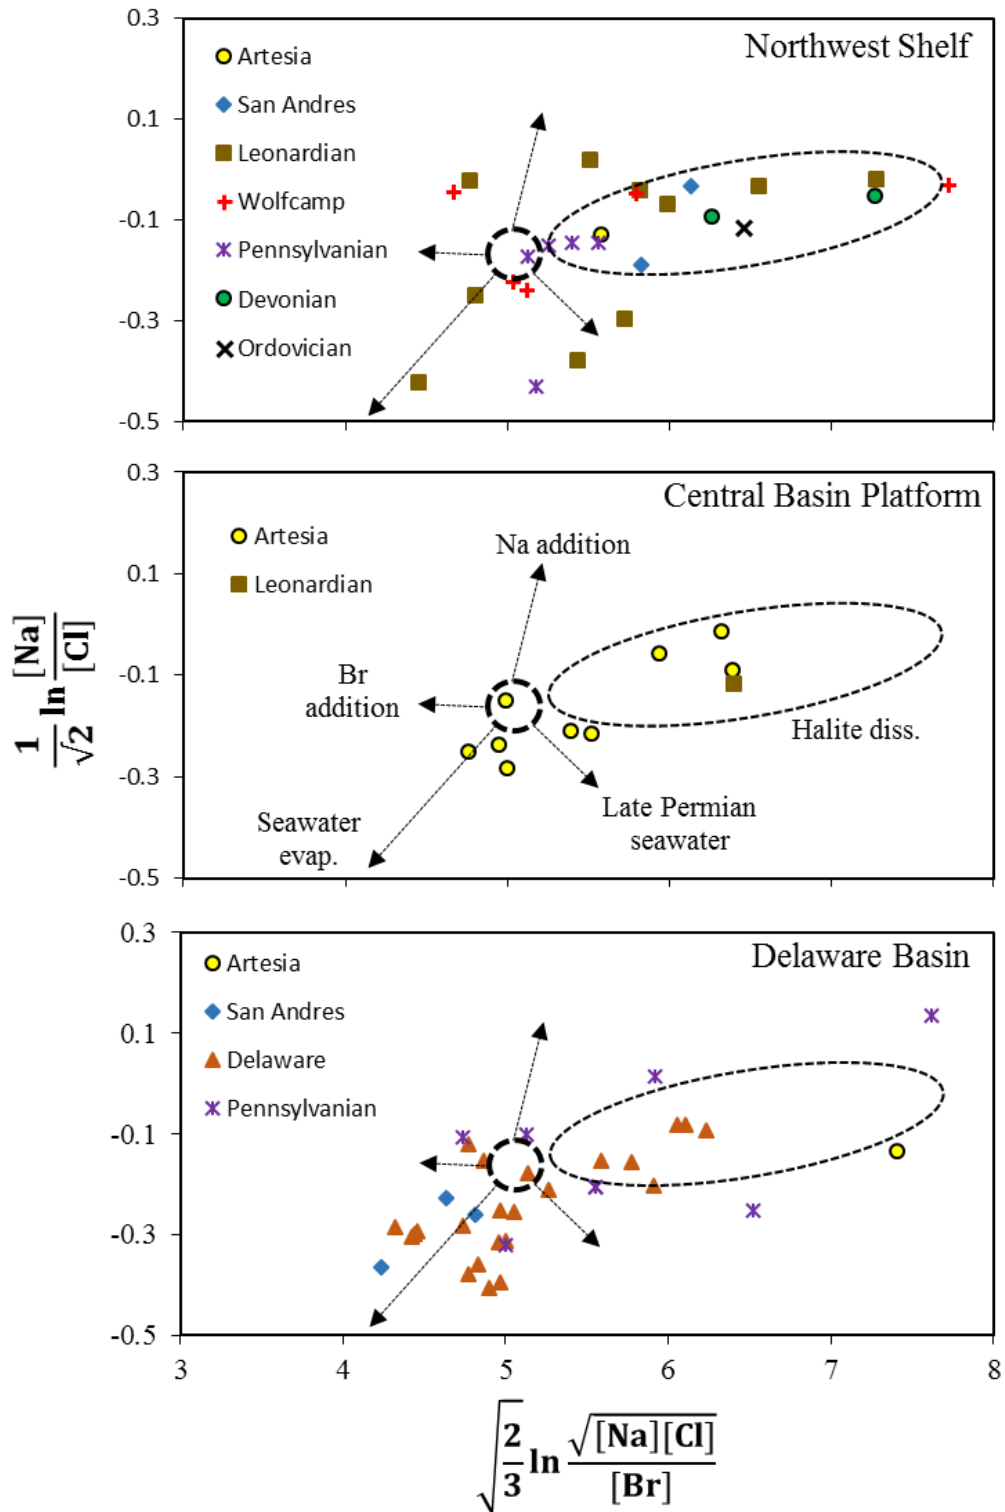 0.3
Northwest Shelf
Artesia
San Andres
0.1
Leonardian
Wolfcamp
-0.1
Pennsylvanian
Devonian
-0.3
Ordovician
-0.5
0.3
Central Basin Platform
Artesia
Na addition
0.1
Leonardian
-0.1
Br
addition
Halite diss.
-0.3
Late Permian
seawater
Seawater
evap.
-0.5
1/√2 ln [Na]/[Cl]
0.3
Delaware Basin
Artesia
San Andres
0.1
Delaware
Pennsylvanian
-0.1
-0.3
-0.5
3 4 5 6 7 8
√(2/3) ln √([Na][Cl])/[Br]